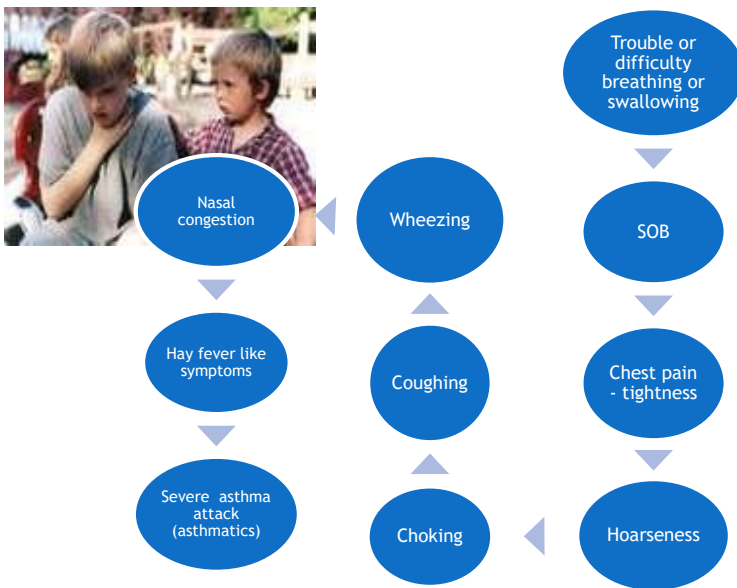 Trouble or
difficulty
breathing or
swallowing
SOB
Chest pain
- tightness
Hoarseness
Choking
Coughing
Wheezing
Nasal
congestion
Hay fever like
symptoms
Severe asthma
attack
(asthmatics)